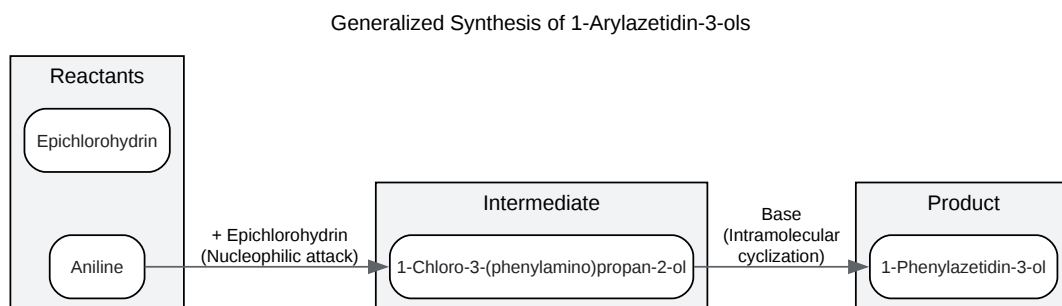 Generalized Synthesis of 1-Arylazetidin-3-ols
Reactants
Epichlorohydrin
Aniline
+ Epichlorohydrin
(Nucleophilic attack)
Intermediate
1-Chloro-3-(phenylamino)propan-2-ol
Base
(Intramolecular
cyclization)
Product
1-Phenylazetidin-3-ol